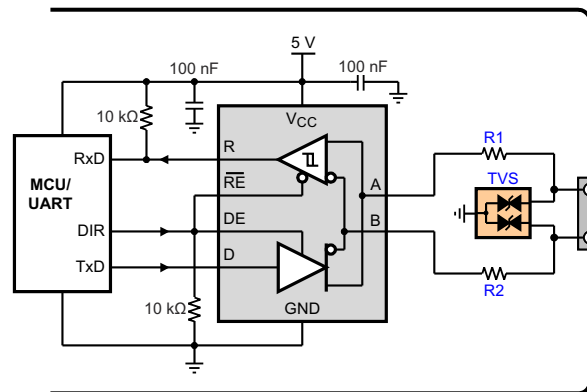 5 V
100 nF
100 nF
10 kΩ
VCC
R1
RxD
R
MCU/
UART
RE
TVS
A
DIR
DE
B
TxD
D
10 kΩ
GND
R2